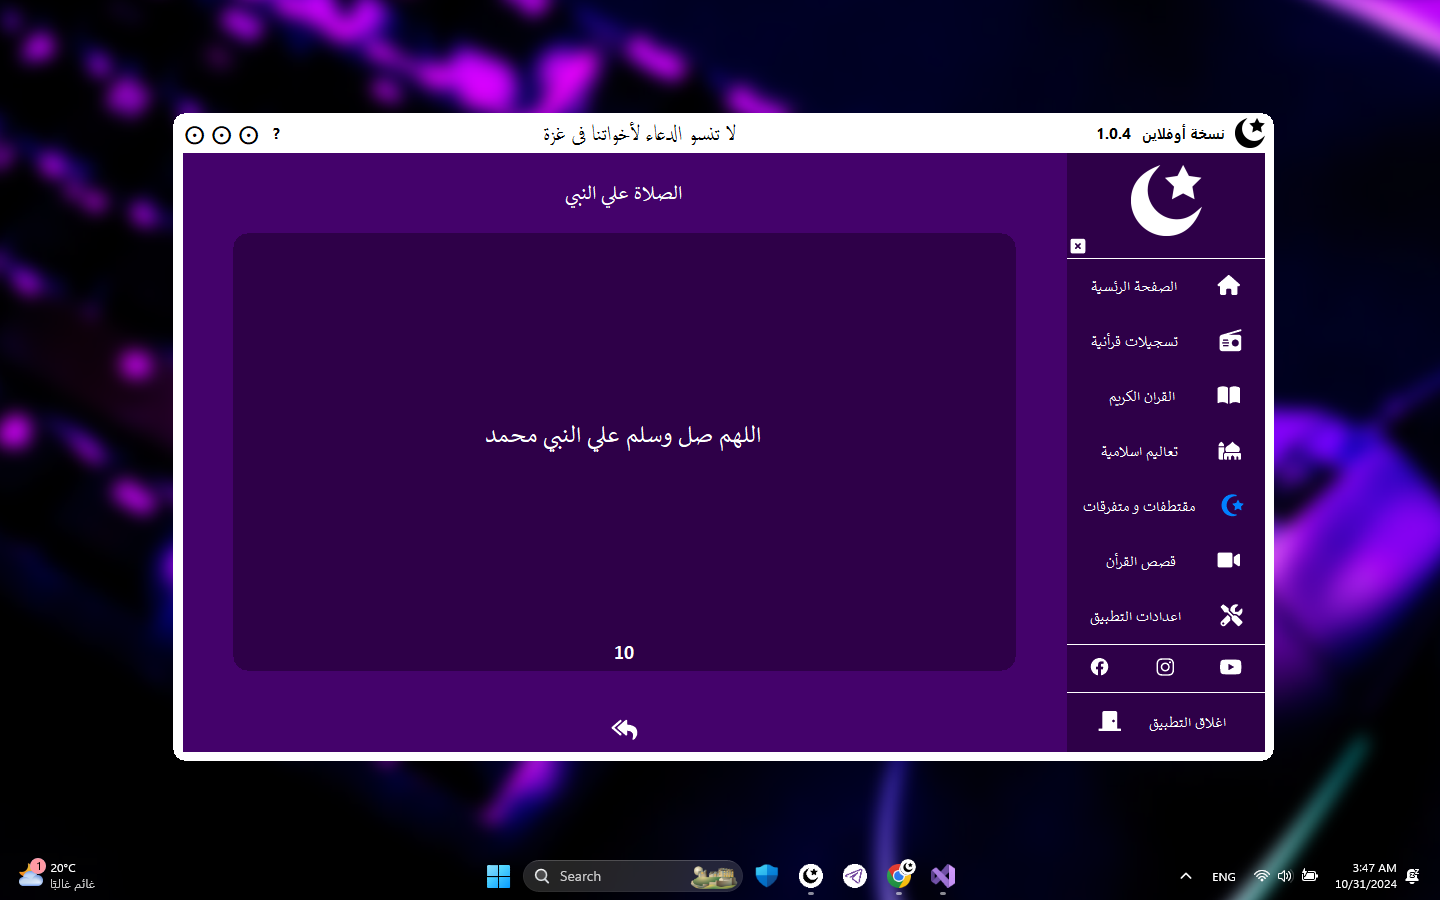 نسخة أوفلاين 1.0.4
لا تنسو الدعاء لأخواتنا فى غزة
?
الصلاة علي النبي
اللهم صل وسلم علي النبي محمد
10
الصفحة الرئسية
تسجيلات قرأنية
القران الكريم
تعاليم اسلامية
مقتطفات و متفرقات
قصص القرأن
اعدادات التطبيق
اغلاق التطبيق
1
20°C
غائم غالبًا
Search
ENG
3:47 AM
10/31/2024